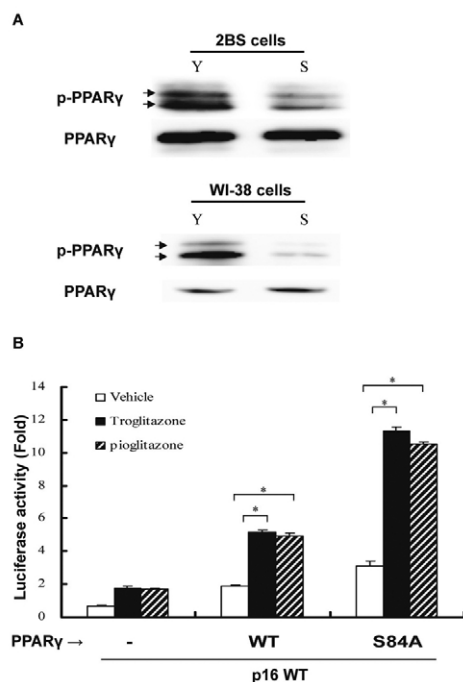 A
2BS cells
Y S
p-PPARγ
PPARγ
WI-38 cells
Y S
p-PPARγ
PPARγ
B
Luciferase activity (Fold)
14
12
10
8
6
4
2
0
Vehicle
Troglitazone
pioglitazone
* *
* *
PPARγ → - WT S84A
p16 WT